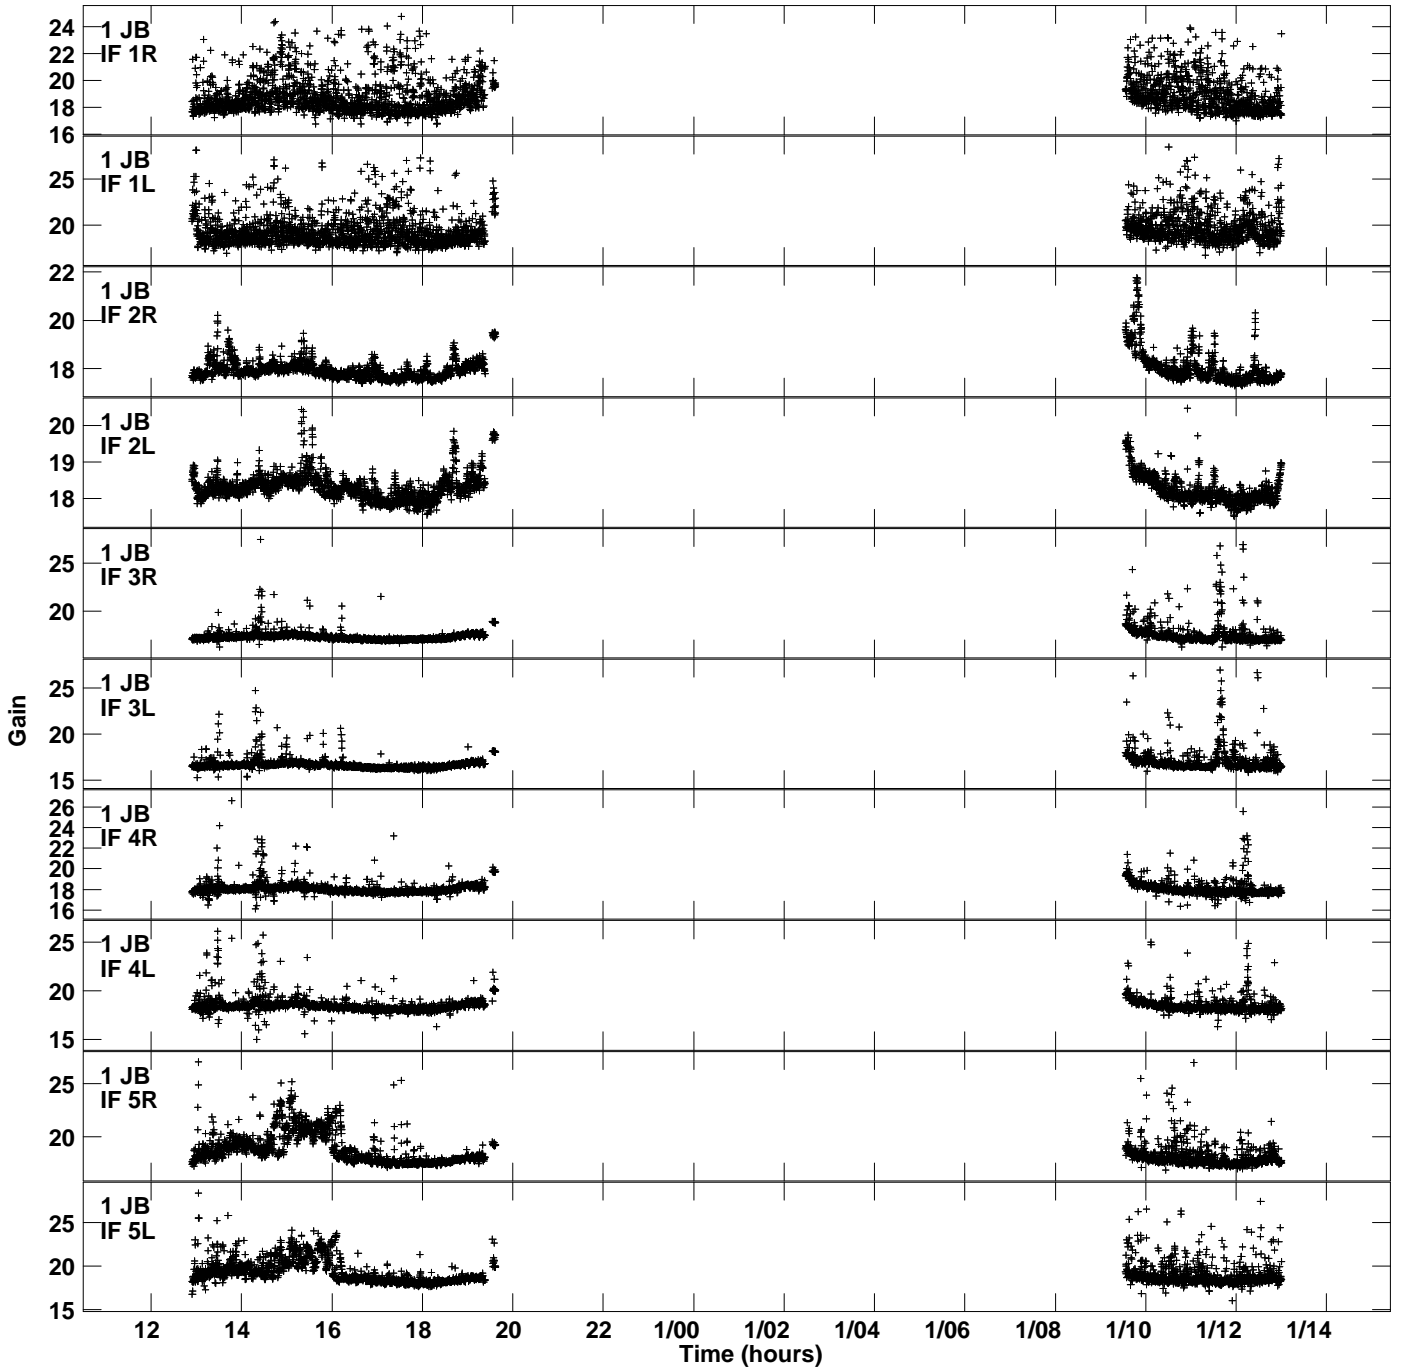 1 JB
IF 1R
24
22
20
18
16
1 JB
IF 1L
25
20
1 JB
IF 2R
22
20
18
1 JB
IF 2L
20
19
18
1 JB
IF 3R
25
20
1 JB
IF 3L
25
20
15
1 JB
IF 4R
26
24
22
20
18
16
1 JB
IF 4L
25
20
15
1 JB
IF 5R
25
20
1 JB
IF 5L
25
20
15
Gain
12 14 16 18 20 22 1/00 1/02 1/04 1/06 1/08 1/10 1/12 1/14
Time (hours)